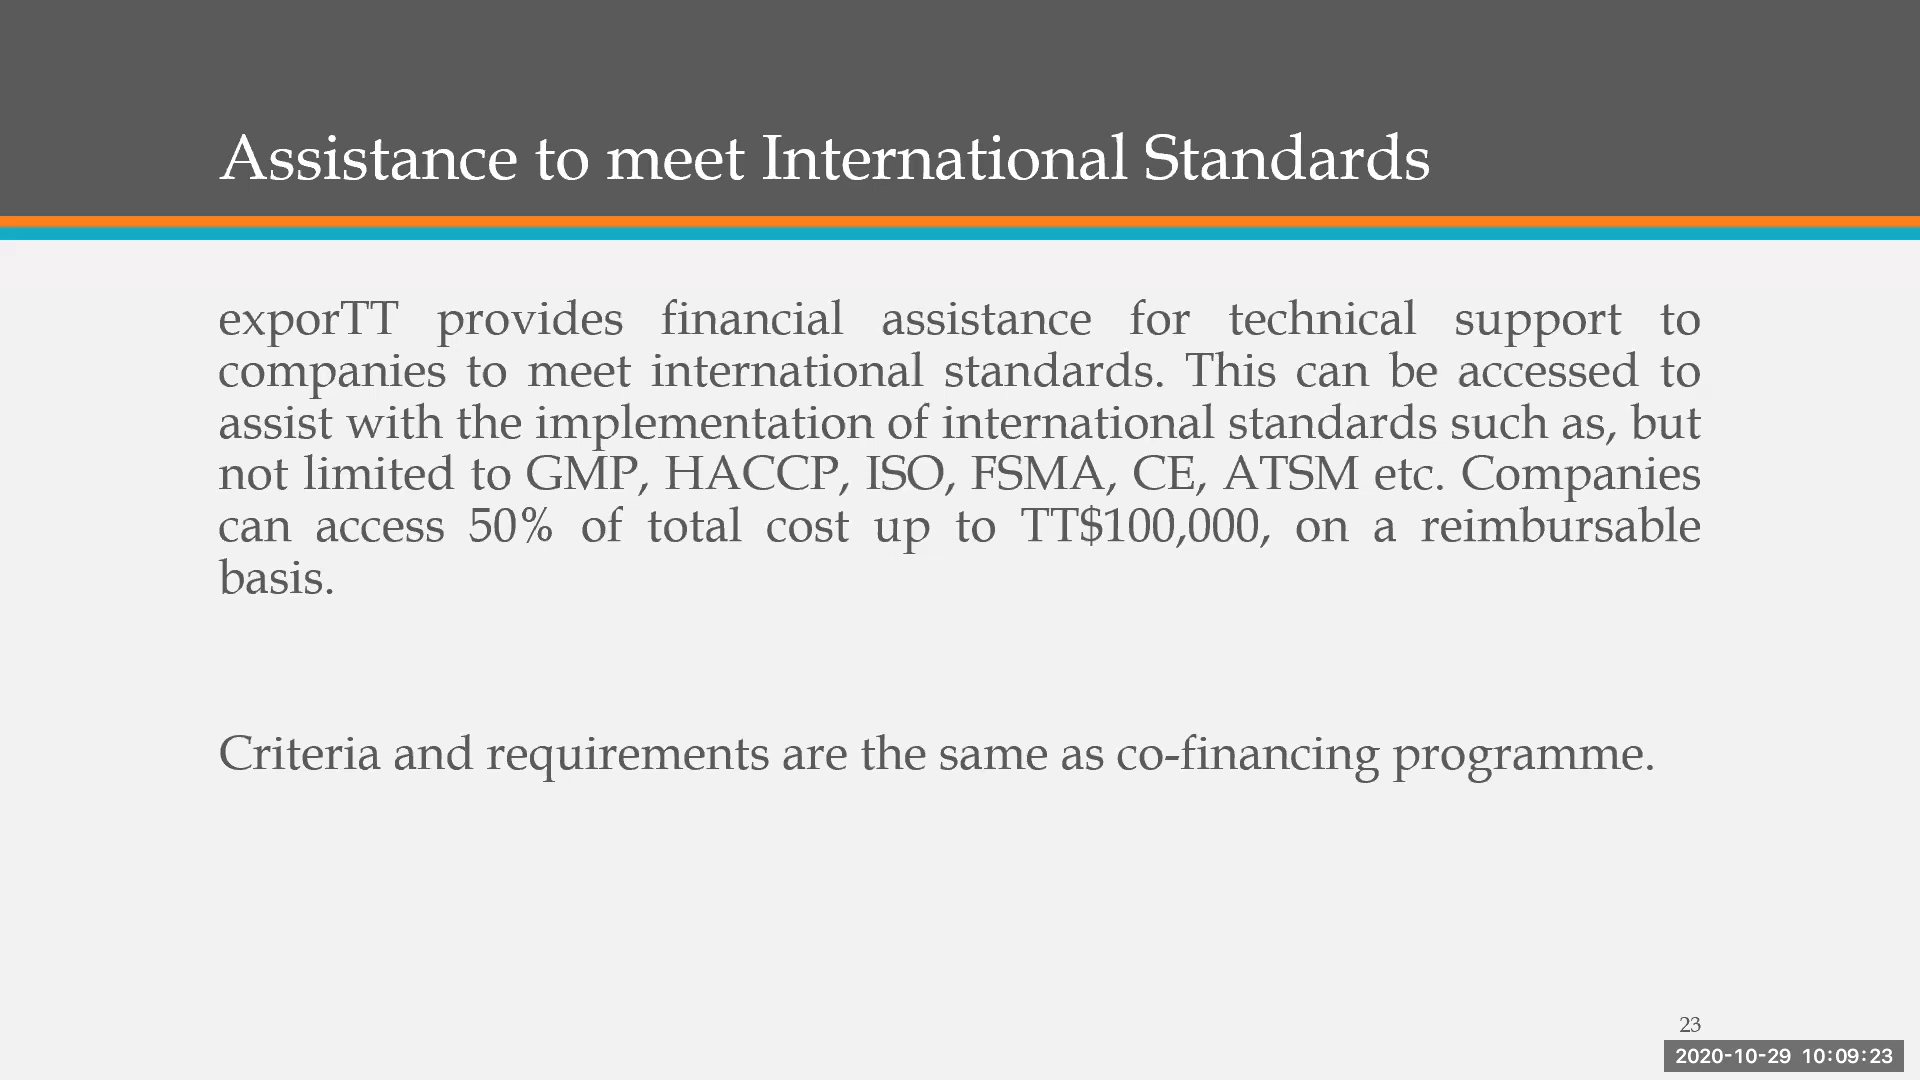 Assistance to meet International Standards
exporTT provides financial assistance for technical support to
companies to meet international standards. This can be accessed to
assist with the implementation of international standards such as, but
not limited to GMP, HACCP, ISO, FSMA, CE, ATSM etc. Companies
can access 50% of total cost up to TT$100,000, on a reimbursable
basis.
Criteria and requirements are the same as co-financing programme.
23
2020-10-29 10:09:23